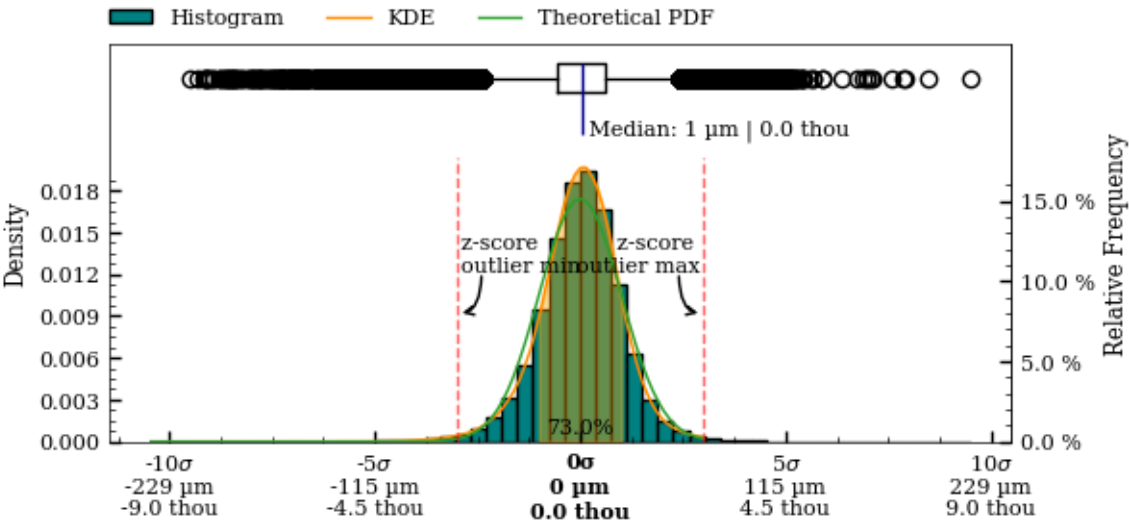 Histogram KDE Theoretical PDF
Median: 1 µm | 0.0 thou
Density
Relative Frequency
0.018
0.015
0.012
0.009
0.006
0.003
0.000
15.0 %
10.0 %
5.0 %
0.0 %
z-score
outlier min
z-score
outlier max
73.0%
-10σ -5σ 0σ 5σ 10σ
-229 µm -115 µm 0 µm 115 µm 229 µm
-9.0 thou -4.5 thou 0.0 thou 4.5 thou 9.0 thou